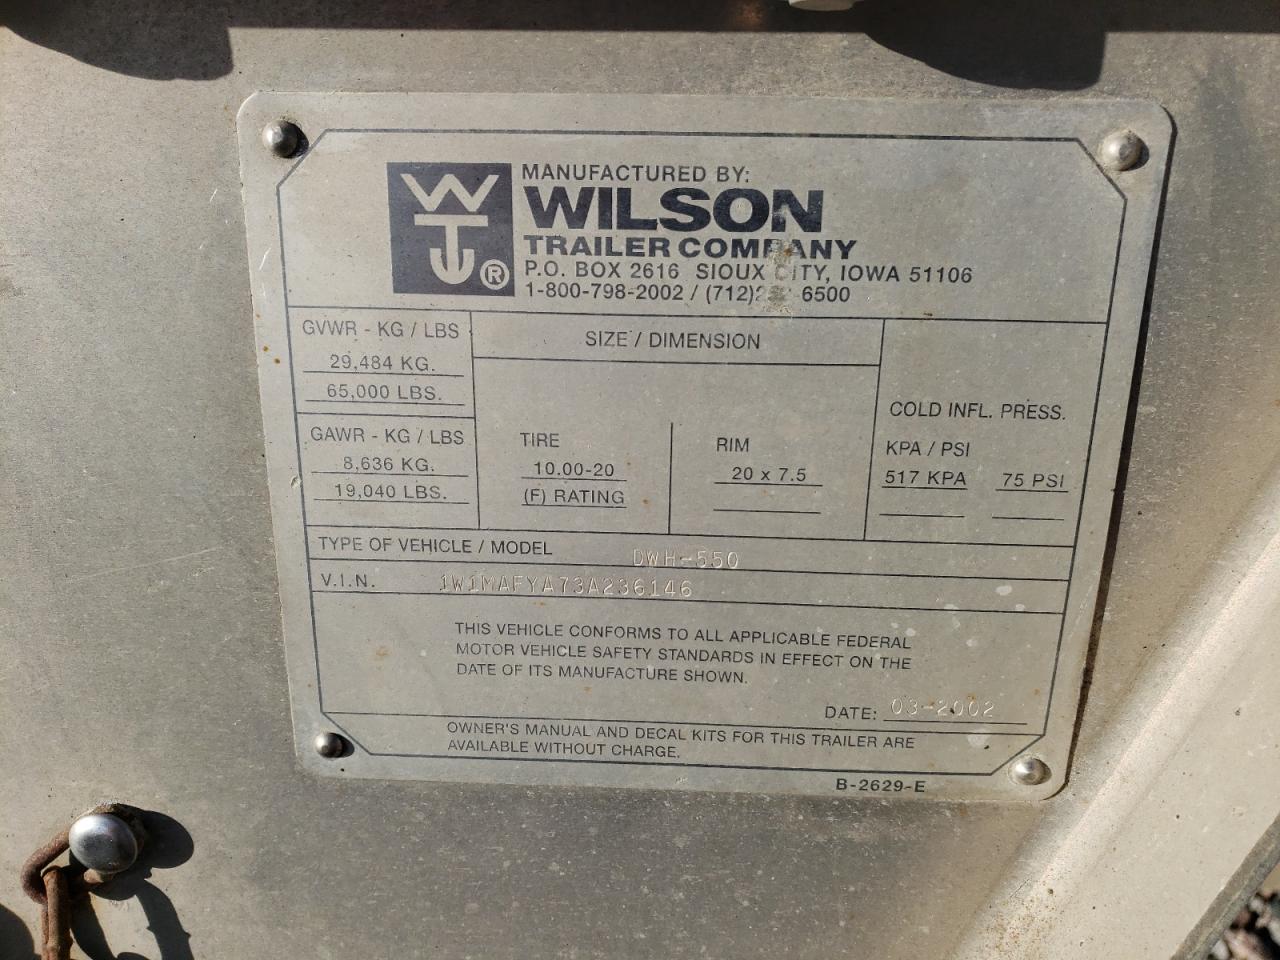 WT ®
MANUFACTURED BY:
WILSON
TRAILER COMPANY
P.O. BOX 2616 SIOUX CITY, IOWA 51106
1-800-798-2002 / (712) 6500
GVWR - KG / LBS
29,484 KG.
65,000 LBS.
GAWR - KG / LBS
8,636 KG.
19,040 LBS.
SIZE / DIMENSION
TIRE
10.00-20
(F) RATING
RIM
20 x 7.5
COLD INFL. PRESS.
KPA / PSI
517 KPA 75 PSI
TYPE OF VEHICLE / MODEL DWH-550
V.I.N. 1W1MAFYA73A236146
THIS VEHICLE CONFORMS TO ALL APPLICABLE FEDERAL
MOTOR VEHICLE SAFETY STANDARDS IN EFFECT ON THE
DATE OF ITS MANUFACTURE SHOWN.
DATE: 03-2002
OWNER'S MANUAL AND DECAL KITS FOR THIS TRAILER ARE
AVAILABLE WITHOUT CHARGE.
B-2629-E